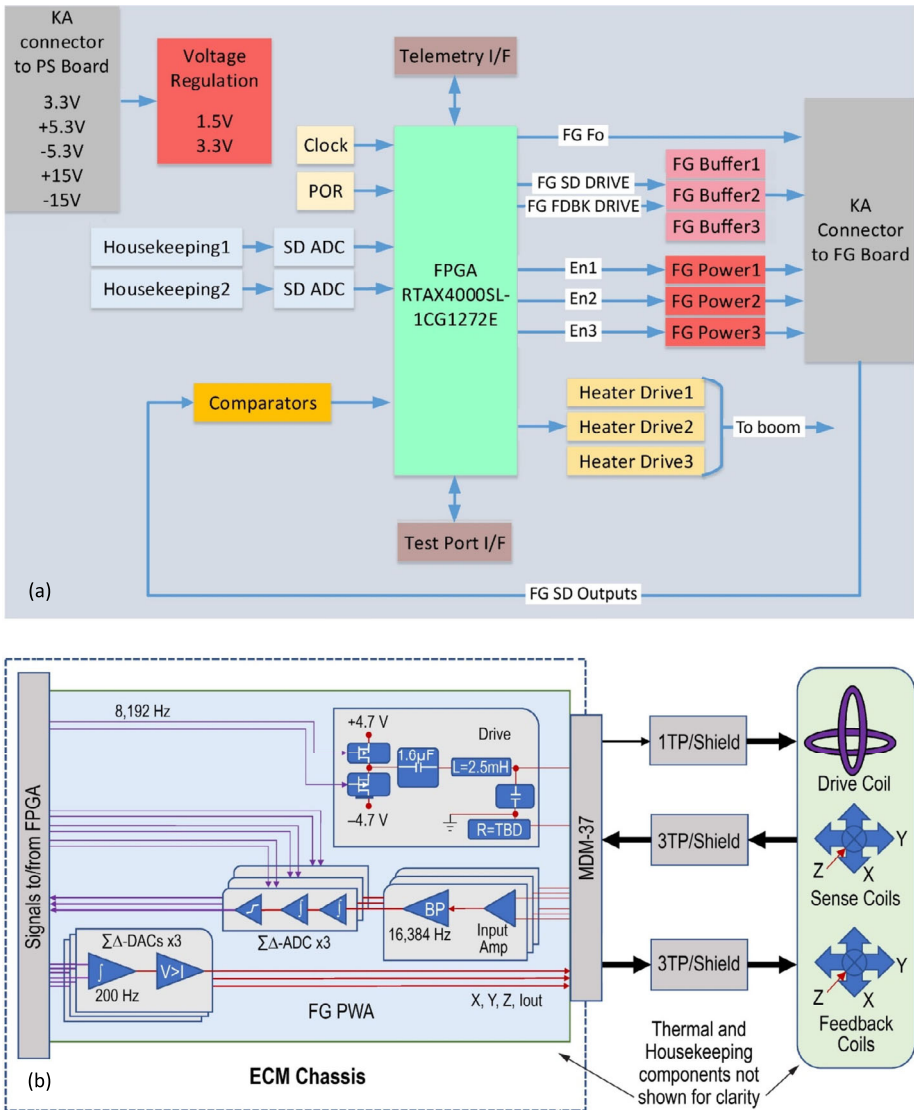 KA
connector
to PS Board
3.3V
+5.3V
-5.3V
+15V
-15V
Voltage
Regulation
1.5V
3.3V
Telemetry I/F
Clock
POR
Housekeeping1
SD ADC
Housekeeping2
SD ADC
FPGA
RTAX4000SL-
1CG1272E
FG Fo
FG SD DRIVE
FG FDBK DRIVE
FG Buffer1
FG Buffer2
FG Buffer3
En1
En2
En3
FG Power1
FG Power2
FG Power3
KA
Connector
to FG Board
Comparators
Heater Drive1
Heater Drive2
Heater Drive3
To boom
Test Port I/F
(a)
FG SD Outputs
Signals to/from FPGA
8,192 Hz
+4.7 V
–4.7 V
Drive
1.6µF
L=2.5mH
R=TBD
MDM-37
1TP/Shield
Drive Coil
3TP/Shield
Y
Z
X
Sense Coils
3TP/Shield
Y
Z
X
Feedback
Coils
∫
∫
Σ∆-ADC x3
BP
16,384 Hz
Input
Amp
Σ∆-DACs x3
∫
V>I
200 Hz
X, Y, Z, Iout
FG PWA
Thermal and
Housekeeping
components not
shown for clarity
(b)
ECM Chassis